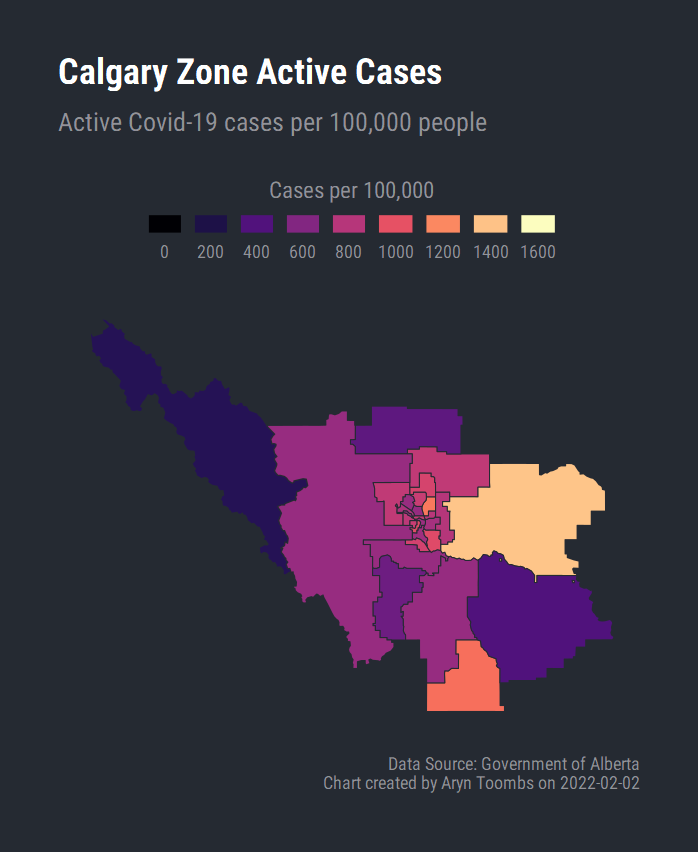 Calgary Zone Active Cases
Active Covid-19 cases per 100,000 people
Cases per 100,000
0 200 400 600 800 1000 1200 1400 1600
Data Source: Government of Alberta
Chart created by Aryn Toombs on 2022-02-02